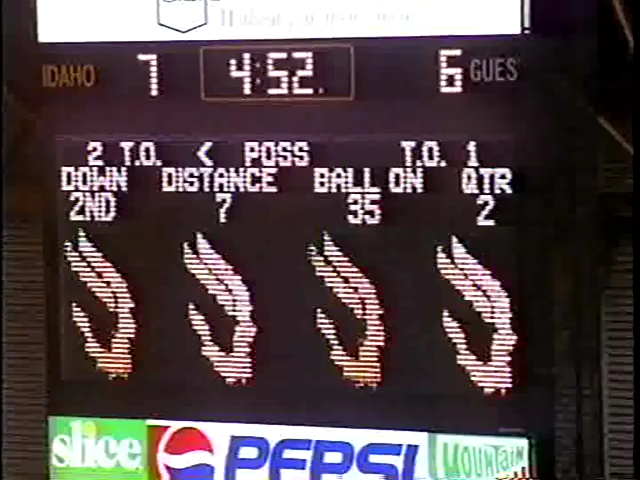 IDAHO 7 4:52 6 GUES
2 T.O. < POSS T.O. 1
DOWN DISTANCE BALL ON QTR
2ND 7 35 2
slice PEPSI MOUNTAIN